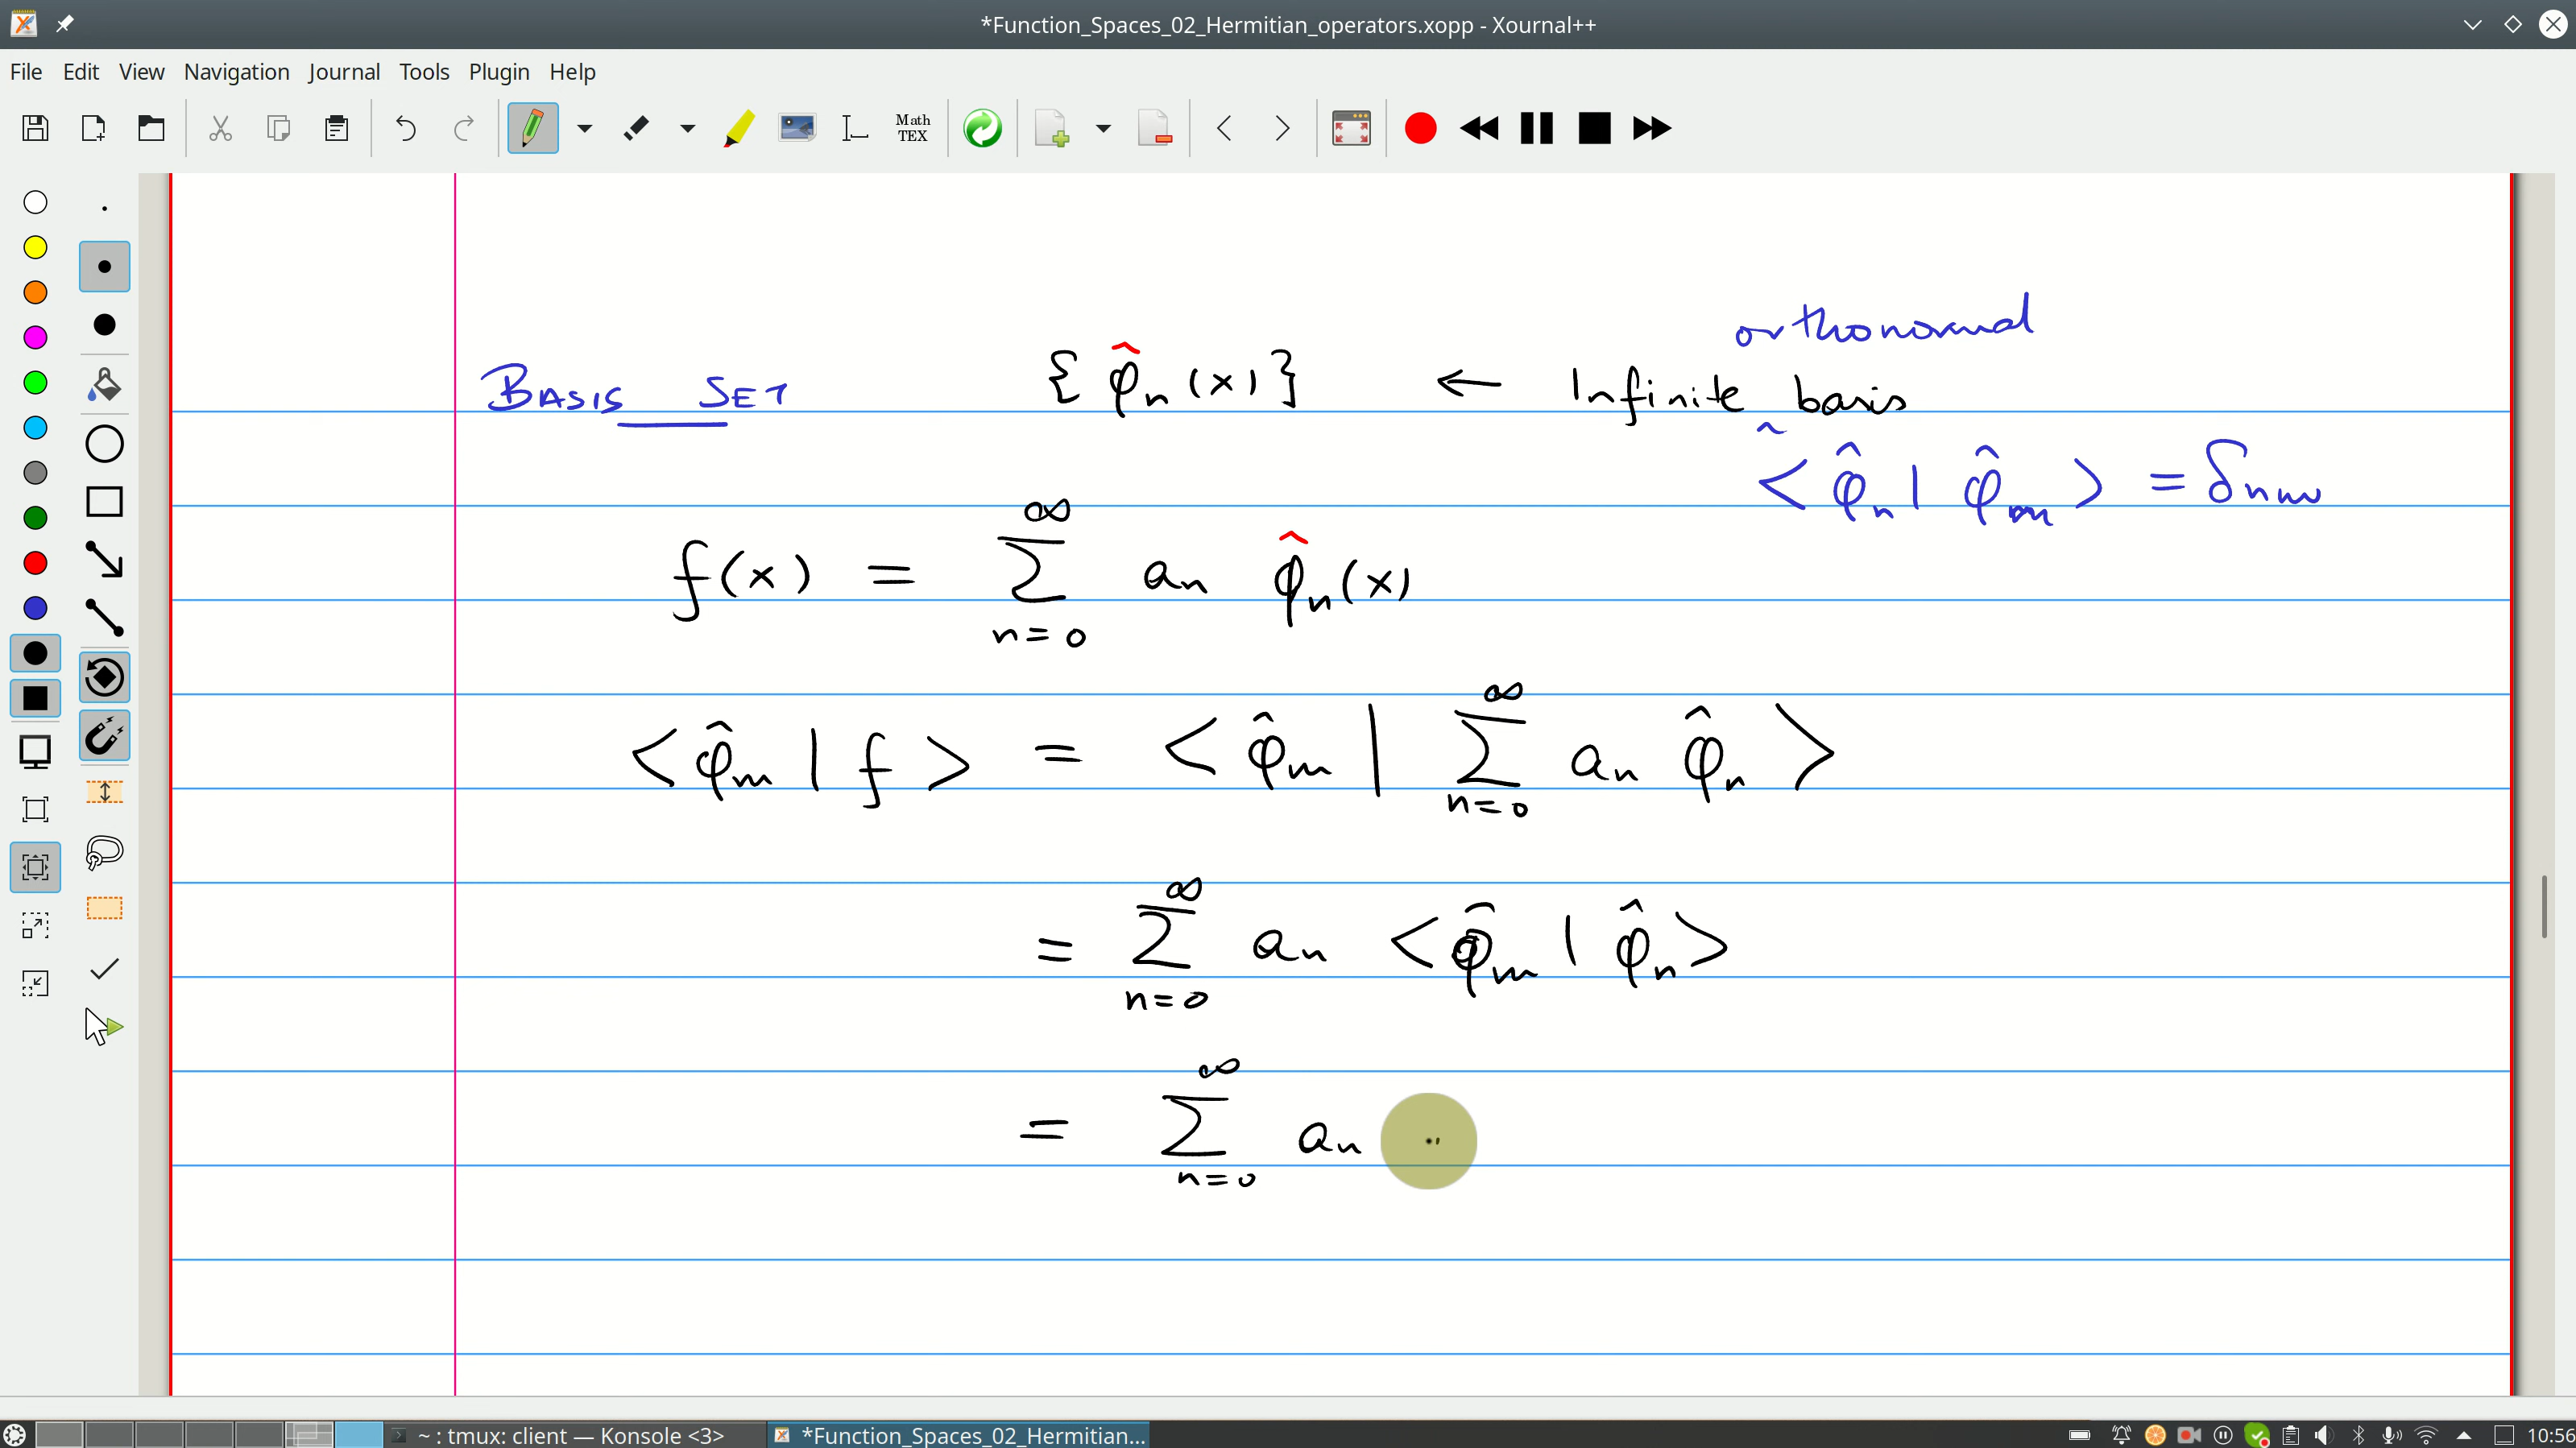 *Function_Spaces_02_Hermitian_operators.xopp - Xournal++
File Edit View Navigation Journal Tools Plugin Help
Math
TEX
orthonormal
BASIS SET { φ̂n(x) } ← Infinite basis
< φ̂n | φ̂m > = δnm
f(x) = ∑_{n=0}^{∞} an φ̂n(x)
< φ̂m | f > = < φ̂m | ∑_{n=0}^{∞} an φ̂n >
= ∑_{n=0}^{∞} an < φ̂m | φ̂n >
= ∑_{n=0}^{∞} an
~ : tmux: client — Konsole <3> *Function_Spaces_02_Hermitian... 10:56